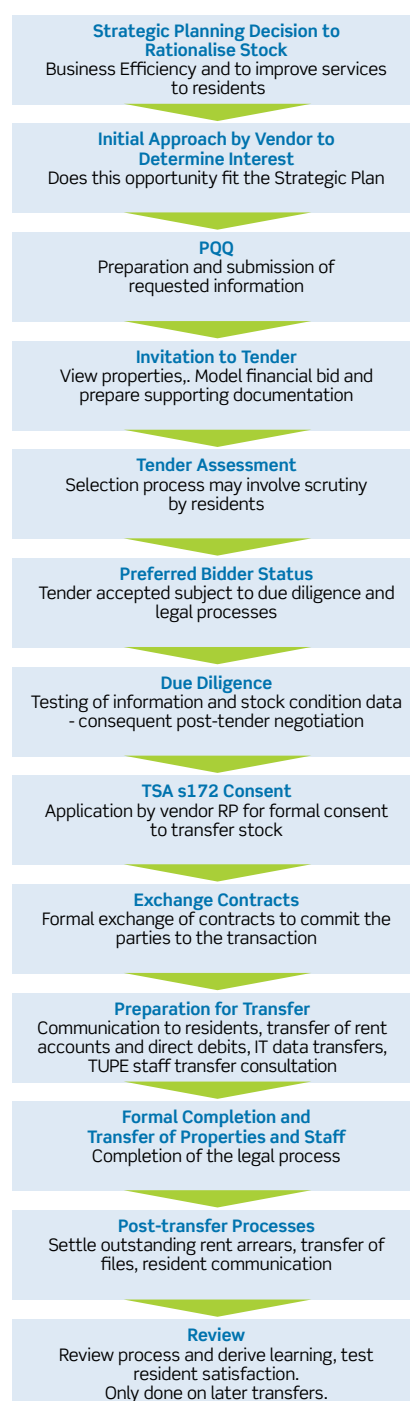 Strategic Planning Decision to
Rationalise Stock
Business Efficiency and to improve services
to residents
Initial Approach by Vendor to
Determine Interest
Does this opportunity fit the Strategic Plan
PQQ
Preparation and submission of
requested information
Invitation to Tender
View properties,. Model financial bid and
prepare supporting documentation
Tender Assessment
Selection process may involve scrutiny
by residents
Preferred Bidder Status
Tender accepted subject to due diligence and
legal processes
Due Diligence
Testing of information and stock condition data
- consequent post-tender negotiation
TSA s172 Consent
Application by vendor RP for formal consent
to transfer stock
Exchange Contracts
Formal exchange of contracts to commit the
parties to the transaction
Preparation for Transfer
Communication to residents, transfer of rent
accounts and direct debits, IT data transfers,
TUPE staff transfer consultation
Formal Completion and
Transfer of Properties and Staff
Completion of the legal process
Post-transfer Processes
Settle outstanding rent arrears, transfer of
files, resident communication
Review
Review process and derive learning, test
resident satisfaction.
Only done on later transfers.